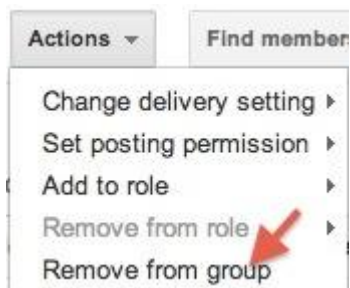 Actions
Find member
Change delivery setting
Set posting permission
Add to role
Remove from role
Remove from group